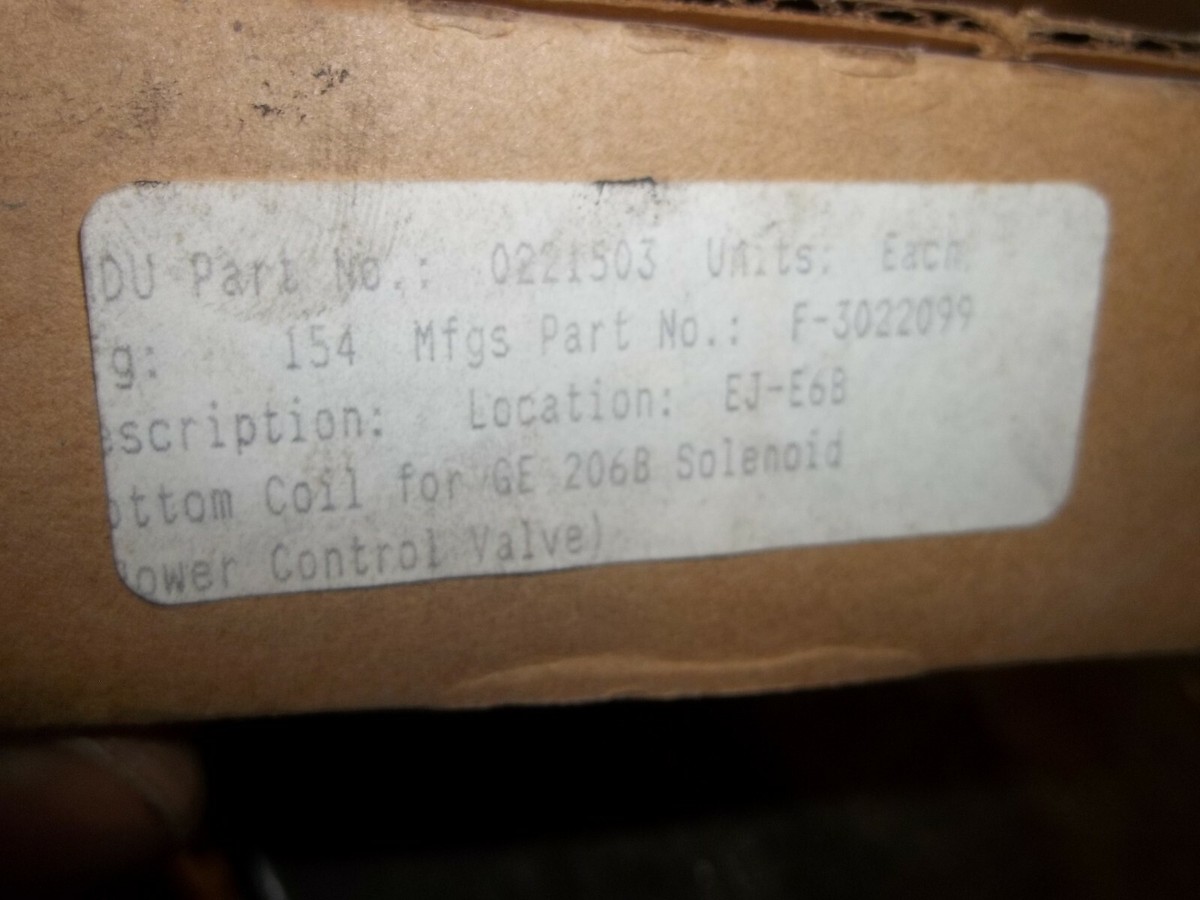 DU Part No.: 0221503 Units: Each
g: 154 Mfgs Part No.: F-3022099
escription: Location: EJ-E6B
ottom Coil for GE 206B Solenoid
Power Control Valve)